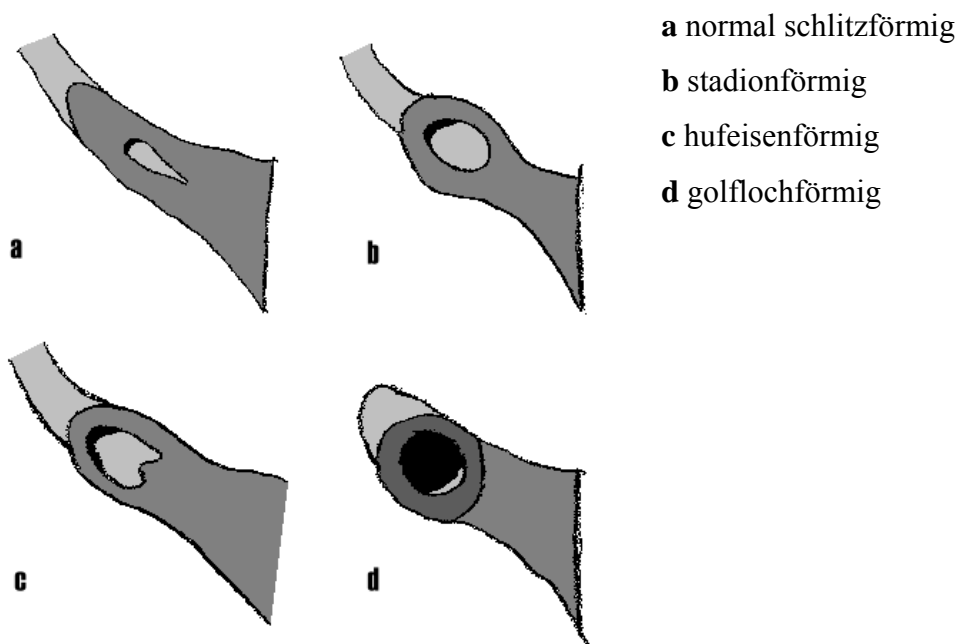 a normal schlitzförmig
b stadionförmig
c hufeisenförmig
d golflochförmig
a
b
c
d